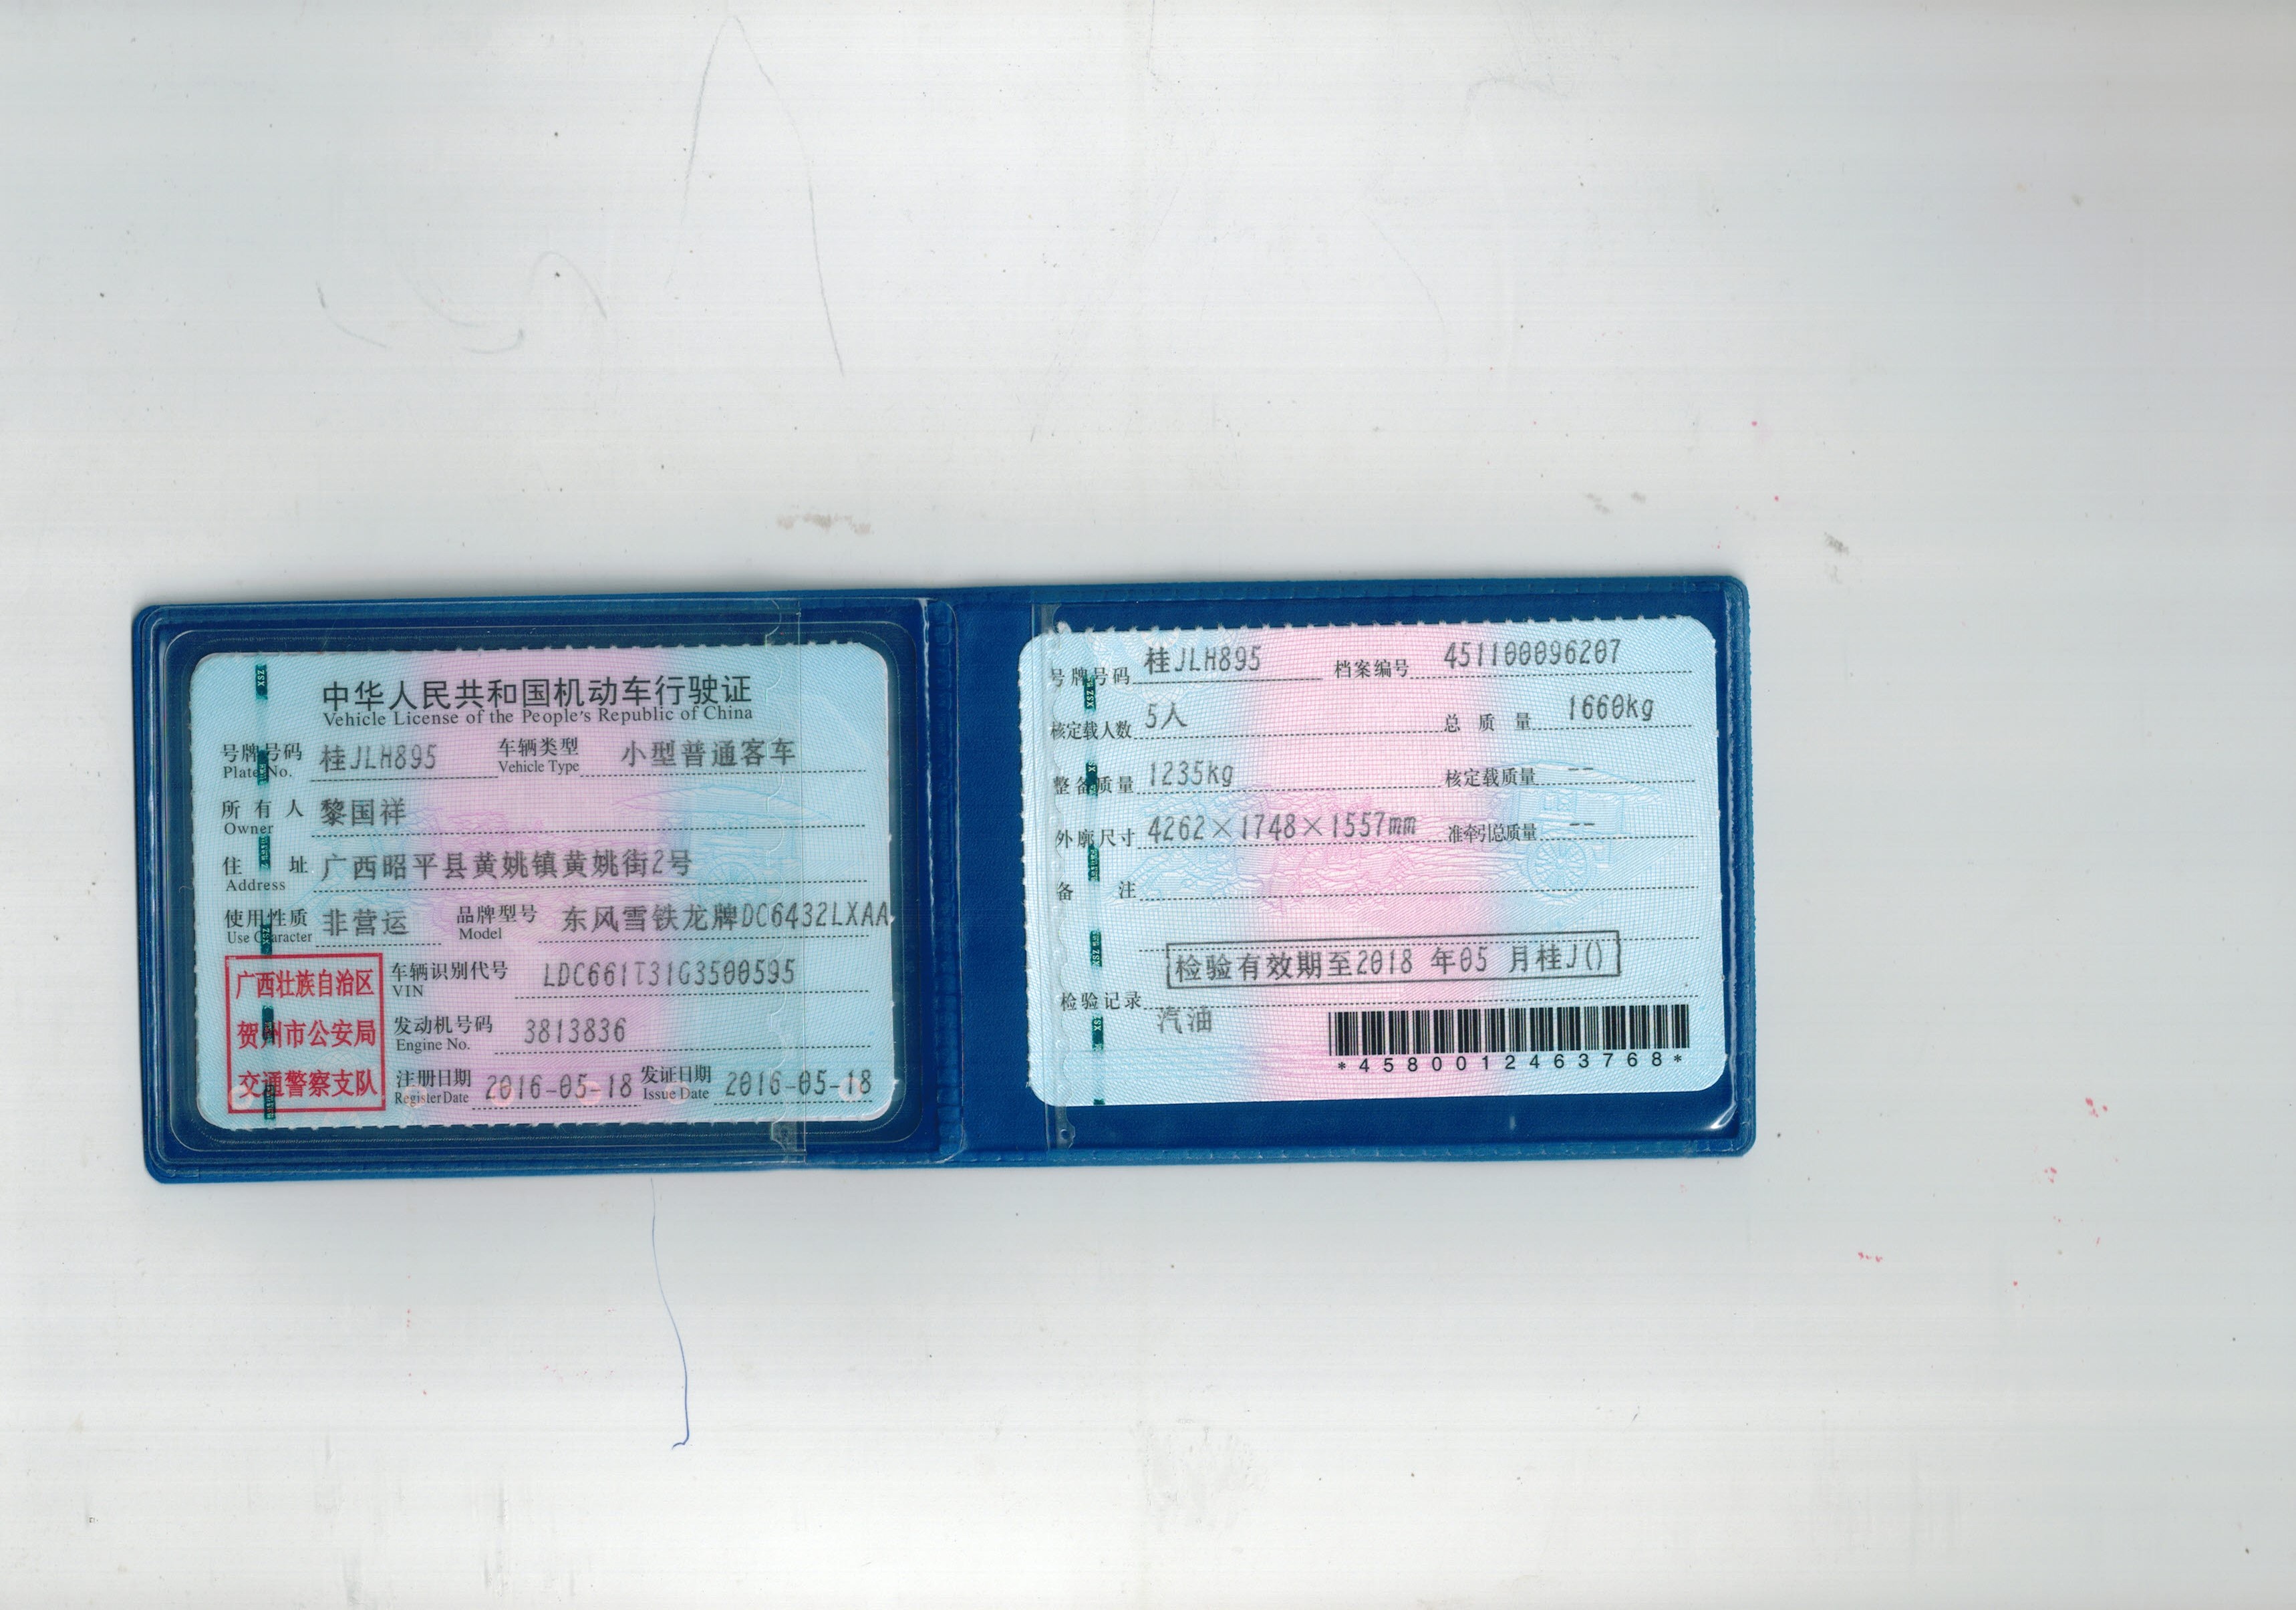 中华人民共和国机动车行驶证
Vehicle License of the People's Republic of China
号牌号码 桂JLH895 车辆类型 小型普通客车
Plate No. Vehicle Type
所有人 黎国祥
Owner
住址 广西昭平县黄姚镇黄姚街2号
Address
使用性质 非营运 品牌型号 东风雪铁龙牌DC6432LXAA
Use Character Model
广西壮族自治区
贺州市公安局
交通警察支队
车辆识别代号 LDC661T31G3500595
VIN
发动机号码 3813836
Engine No.
注册日期 2016-05-18 发证日期 2016-05-18
Register Date Issue Date
号牌号码 桂JLH895 档案编号 451100096207
核定载人数 5人 总质量 1660kg
整备质量 1235kg 核定载质量 --
外廓尺寸 4262×1748×1557mm 准牵引总质量 --
备注
检验有效期至2018 年05 月桂J()
检验记录
汽油
*4580012463768*